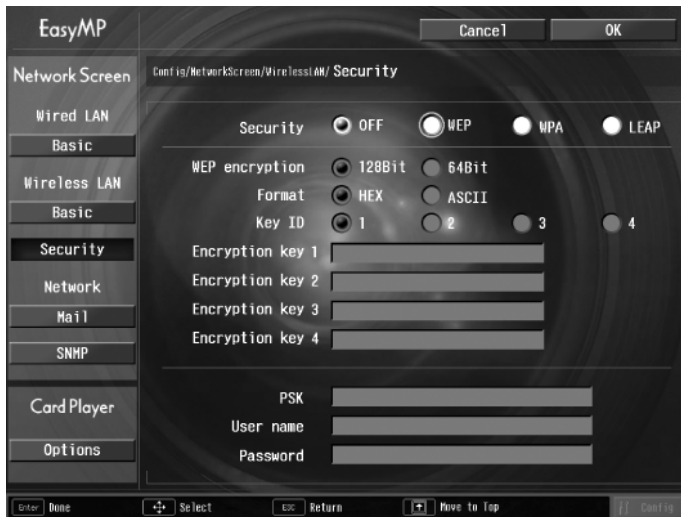 EasyMP
Cancel OK
Network Screen
Config/NetworkScreen/WirelessLAN/ Security
Wired LAN
Basic
Wireless LAN
Basic
Security
Network
Mail
SNMP
Card Player
Options
Security OFF WEP WPA LEAP
WEP encryption 128Bit 64Bit
Format HEX ASCII
Key ID 1 2 3 4
Encryption key 1
Encryption key 2
Encryption key 3
Encryption key 4
PSK
User name
Password
Enter Done Select ESC Return Move to Top Config